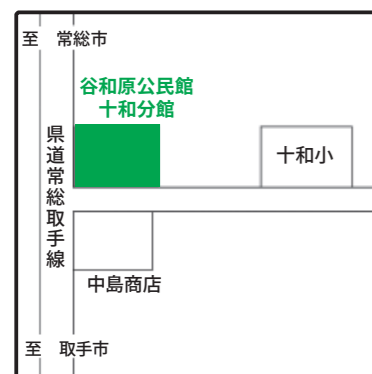 至 常総市
谷和原公民館
十和分館
県道常総取手線
十和小
中島商店
至 取手市